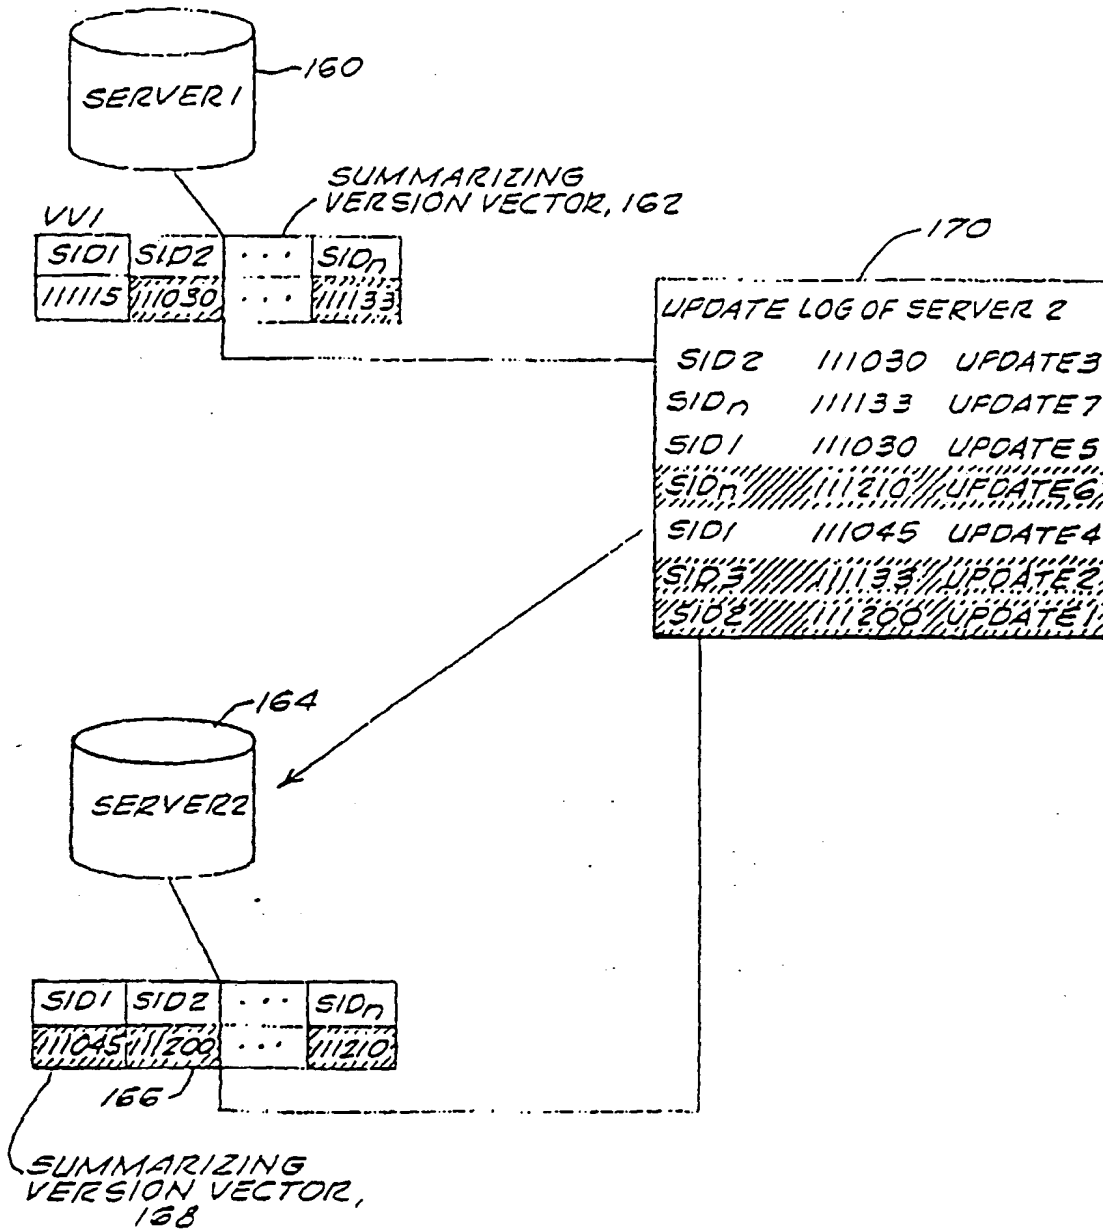 SERVER1
160
SUMMARIZING
VERSION VECTOR, 162
VV1
SID1 SID2 ... SIDn
111115 111030 ... 111133
170
UPDATE LOG OF SERVER 2
SID2 111030 UPDATE3
SIDn 111133 UPDATE7
SID1 111030 UPDATE5
SIDn 111210 UPDATE6
SID1 111045 UPDATE4
SID3 111133 UPDATE2
SID2 111200 UPDATE1
164
SERVER2
SID1 SID2 ... SIDn
111045 111200 ... 111210
166
SUMMARIZING
VERSION VECTOR,
168